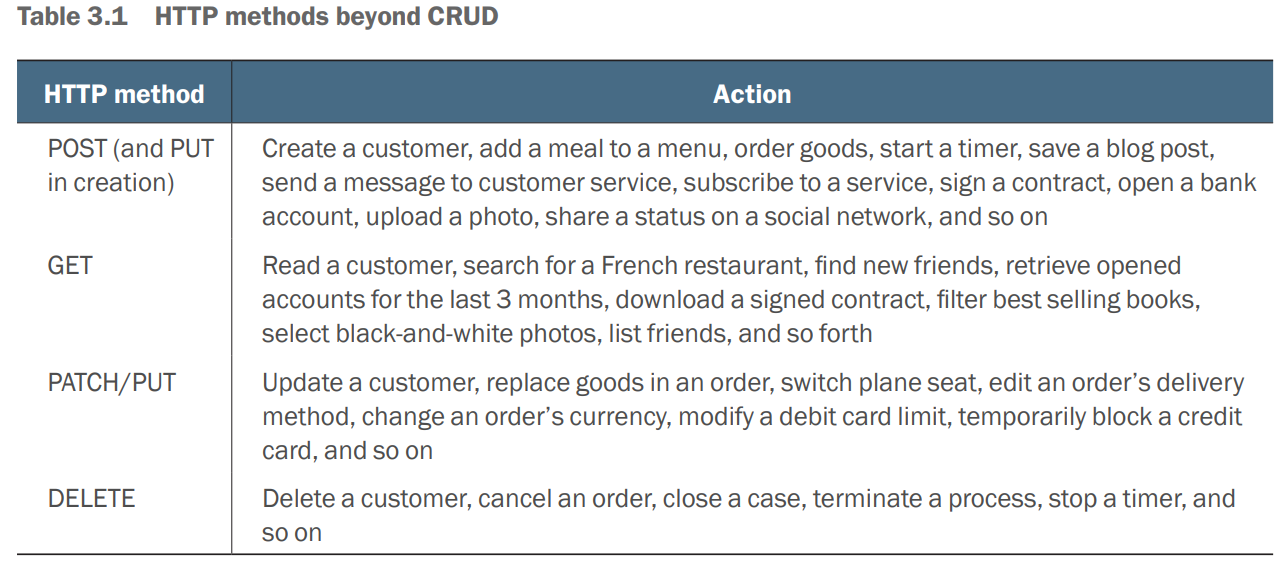 Table 3.1 HTTP methods beyond CRUD
HTTP method
Action
POST (and PUT
in creation)
Create a customer, add a meal to a menu, order goods, start a timer, save a blog post,
send a message to customer service, subscribe to a service, sign a contract, open a bank
account, upload a photo, share a status on a social network, and so on
GET
Read a customer, search for a French restaurant, find new friends, retrieve opened
accounts for the last 3 months, download a signed contract, filter best selling books,
select black-and-white photos, list friends, and so forth
PATCH/PUT
Update a customer, replace goods in an order, switch plane seat, edit an order’s delivery
method, change an order’s currency, modify a debit card limit, temporarily block a credit
card, and so on
DELETE
Delete a customer, cancel an order, close a case, terminate a process, stop a timer, and
so on